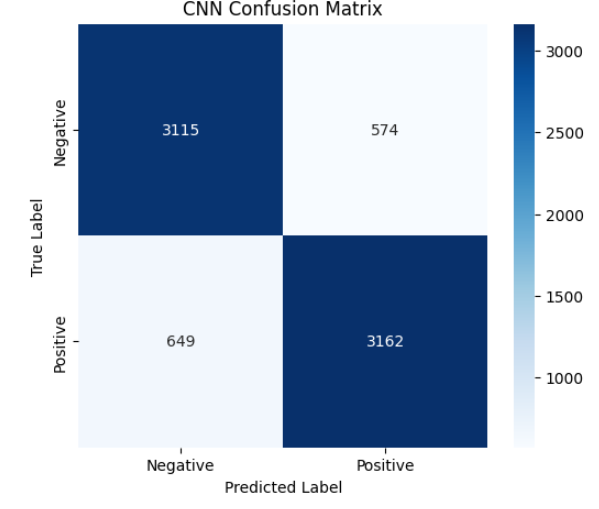 CNN Confusion Matrix
True Label
Negative
3115
574
Positive
649
3162
Negative
Positive
Predicted Label
3000
2500
2000
1500
1000